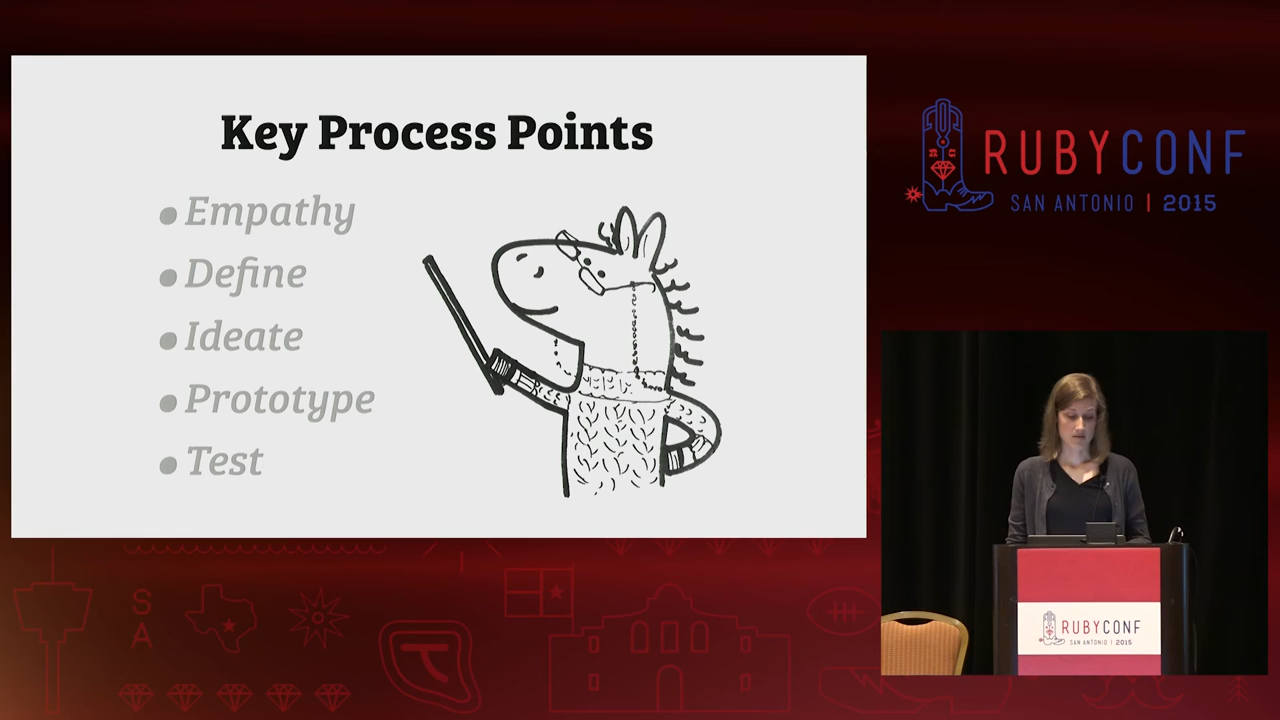 Key Process Points
• Empathy
• Define
• Ideate
• Prototype
• Test
RUBYCONF
SAN ANTONIO | 2015
RUBYCONF
SAN ANTONIO | 2015
S
A